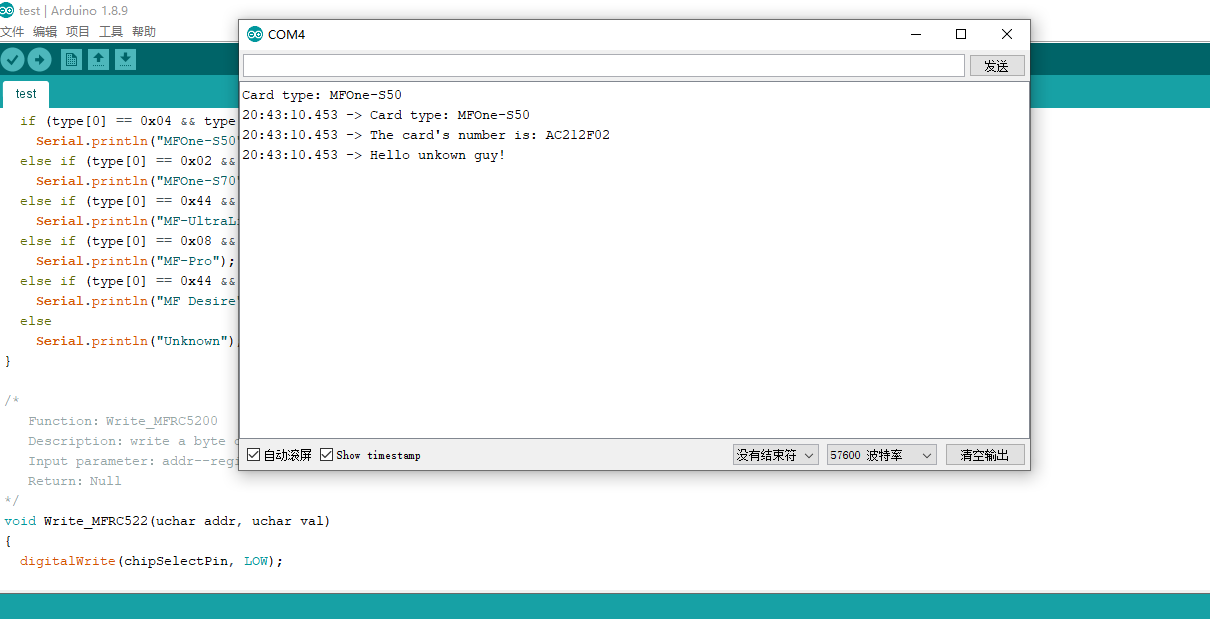 test | Arduino 1.8.9
文件 编辑 项目 工具 帮助
COM4
发送
test
Card type: MFOne-S50
20:43:10.453 -> Card type: MFOne-S50
20:43:10.453 -> The card's number is: AC212F02
20:43:10.453 -> Hello unkown guy!
自动滚屏 Show timestamp
没有结束符 57600 波特率 清空输出
if (type[0] == 0x04 && type
Serial.println("MFOne-S50"
else if (type[0] == 0x02 &&
Serial.println("MFOne-S70"
else if (type[0] == 0x44 &&
Serial.println("MF-UltraLi
else if (type[0] == 0x08 &&
Serial.println("MF-Pro");
else if (type[0] == 0x44 &&
Serial.println("MF Desire"
else
Serial.println("Unknown");
}
/*
Function: Write_MFRC5200
Description: write a byte
Input parameter: addr--regi
Return: Null
*/
void Write_MFRC522(uchar addr, uchar val)
{
digitalWrite(chipSelectPin, LOW);